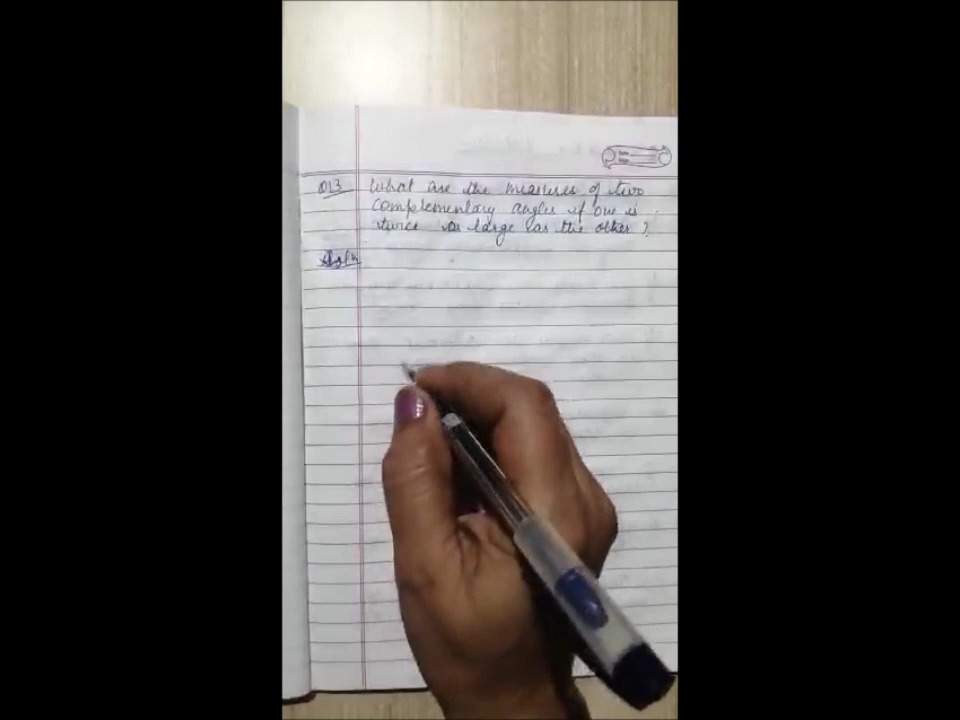 Q13 What are the measures of two
complementary angles if one is
twice as large as the other ?
Soln